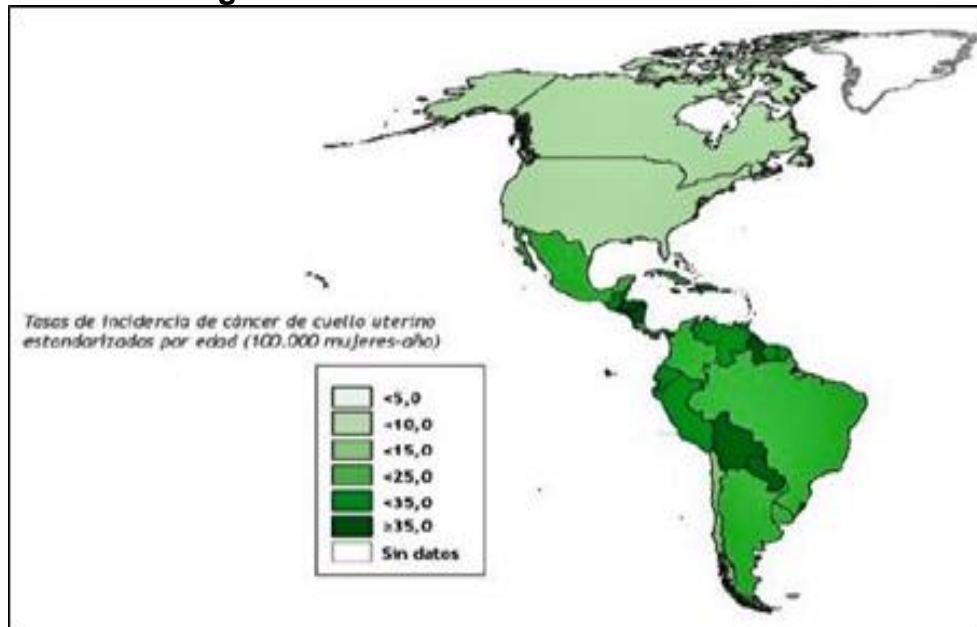 Tasas de incidencia de cáncer de cuello uterino
estandarizadas por edad (100.000 mujeres-año)
<5,0
<10,0
<15,0
<25,0
<35,0
≥35,0
Sin datos